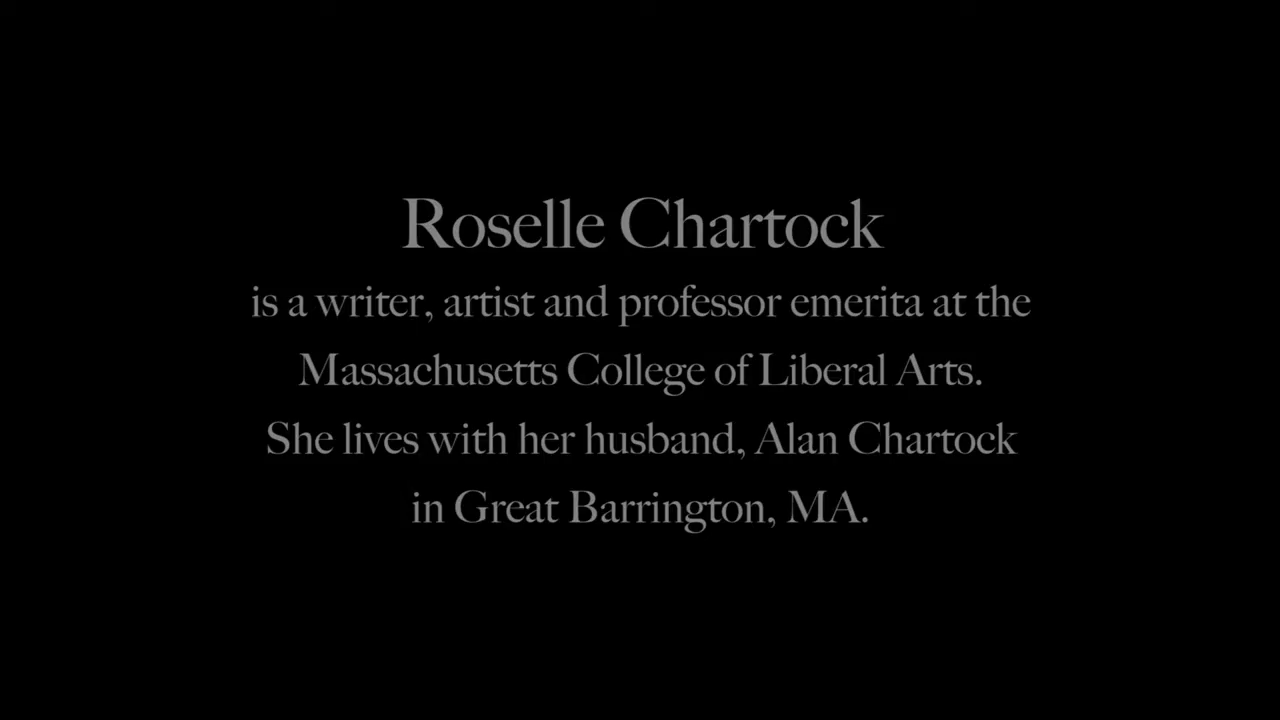 Roselle Chartock
is a writer, artist and professor emerita at the
Massachusetts College of Liberal Arts.
She lives with her husband, Alan Chartock
in Great Barrington, MA.